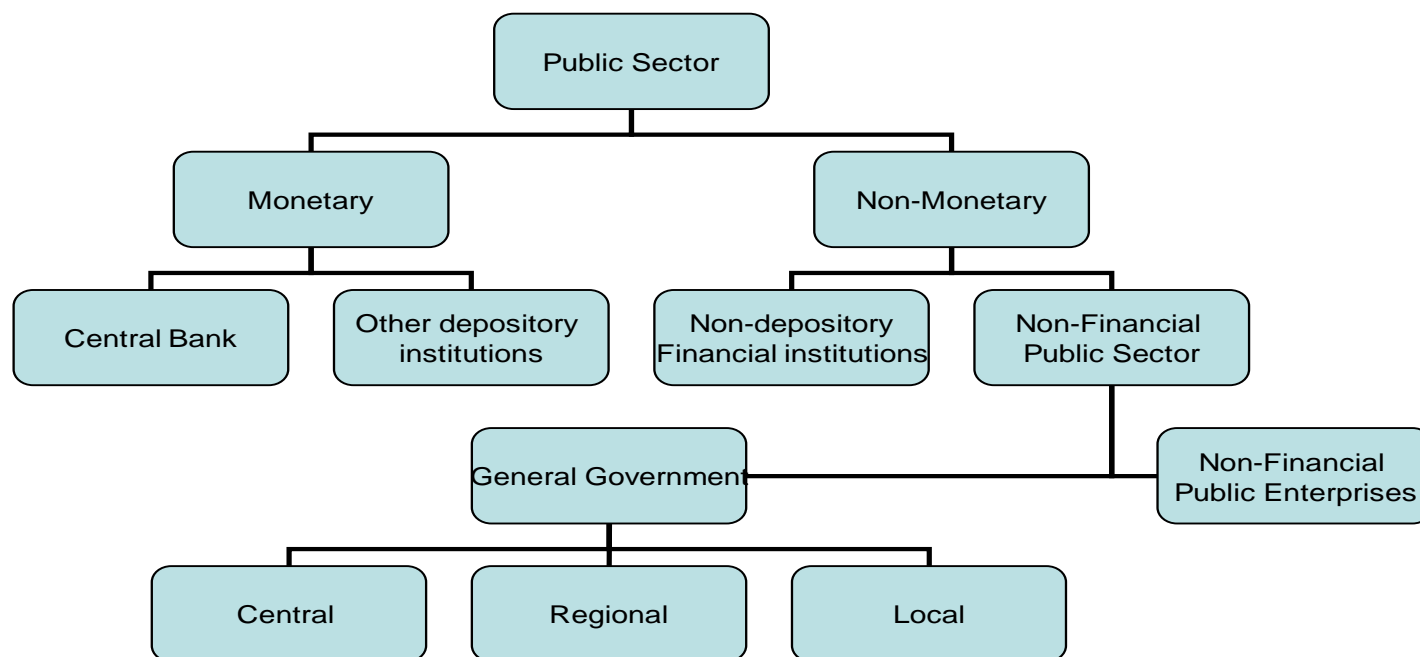 Public Sector
Monetary
Non-Monetary
Central Bank
Other depository
institutions
Non-depository
Financial institutions
Non-Financial
Public Sector
General Government
Non-Financial
Public Enterprises
Central
Regional
Local